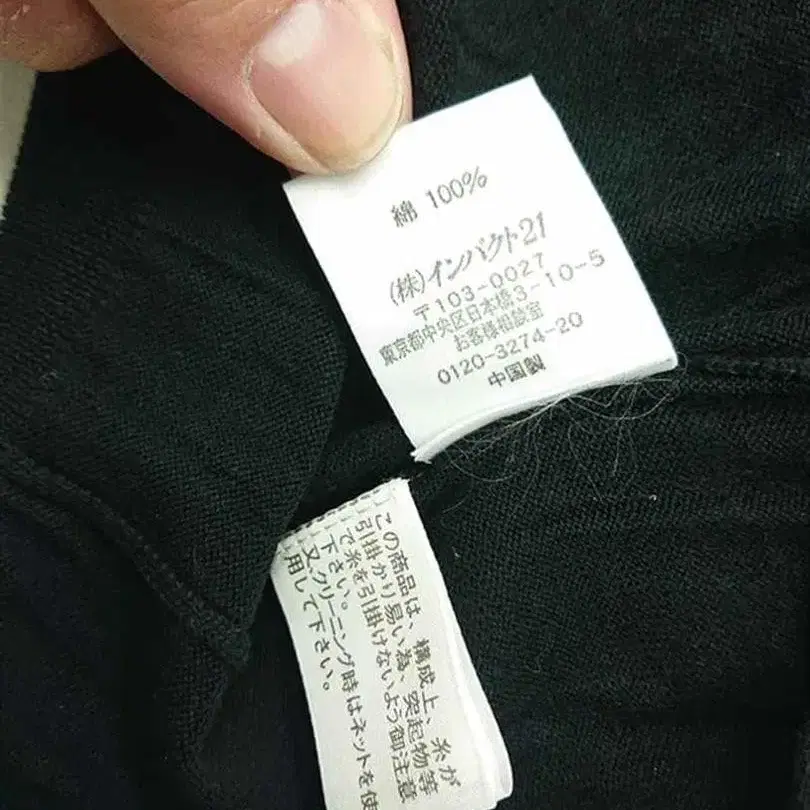 綿 100%
(株)インパクト21
〒103-0027
東京都中央区日本橋3-10-5
お客様相談室
0120-3274-20
中国製
この商品は、構成上、糸が
引掛かり易い為、突起物等
で糸を引掛けないよう御注意
下さい。
又、クリーニング時はネットを使
用して下さい。